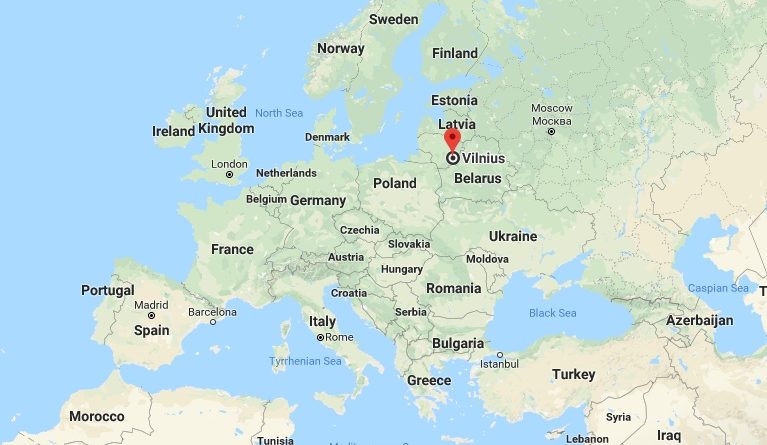 Sweden
Norway
Finland
Estonia
North Sea
United
Kingdom
Ireland
Moscow
Москва
Latvia
Denmark
Vilnius
London
Netherlands
Belarus
Poland
Belgium
Germany
Czechia
Ukraine
France
Slovakia
Austria
Moldova
Hungary
Portugal
Croatia
Romania
Caspian Sea
Madrid
Barcelona
Serbia
Black Sea
Spain
Italy
Azerbaijan
Rome
Bulgaria
Tyrrhenian Sea
Istanbul
Greece
Turkey
Morocco
Syria
Tunisia
Lebanon
Iraq